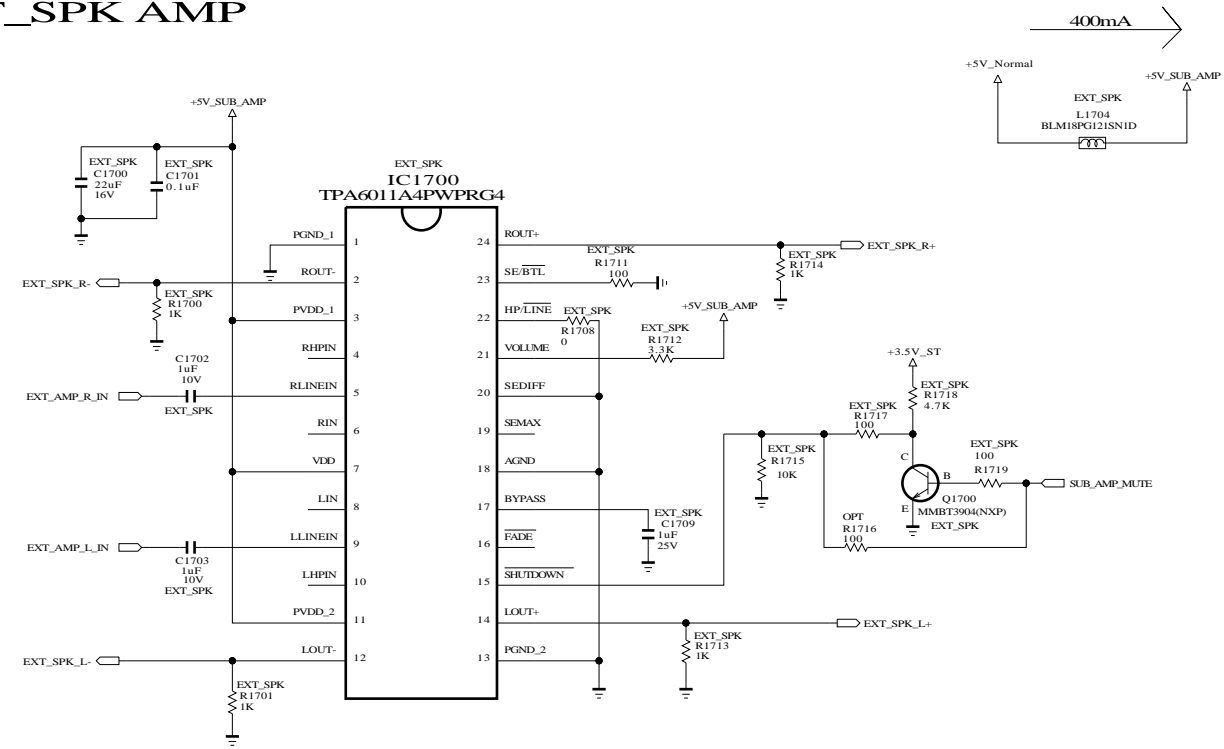 T_SPK AMP
400mA
+5V_Normal
+5V_SUB_AMP
EXT_SPK
L1704
BLM18PG121SN1D
+5V_SUB_AMP
EXT_SPK
C1700
22uF
16V
EXT_SPK
C1701
0.1uF
EXT_SPK
IC1700
TPA6011A4PWPRG4
PGND_1
1
ROUT-
2
PVDD_1
3
RHPIN
4
RLINEIN
5
RIN
6
VDD
7
LIN
8
LLINEIN
9
LHPIN
10
PVDD_2
11
LOUT-
12
24
ROUT+
23
SE/BTL
22
HP/LINE
21
VOLUME
20
SEDIFF
19
SEMAX
18
AGND
17
BYPASS
16
FADE
15
SHUTDOWN
14
LOUT+
13
PGND_2
EXT_SPK_R-
EXT_SPK
R1700
1K
C1702
1uF
10V
EXT_SPK
EXT_AMP_R_IN
EXT_AMP_L_IN
C1703
1uF
10V
EXT_SPK
EXT_SPK_L-
EXT_SPK
R1701
1K
EXT_SPK
R1711
100
EXT_SPK
R1714
1K
EXT_SPK_R+
EXT_SPK
R1708
0
+5V_SUB_AMP
EXT_SPK
R1712
3.3K
+3.5V_ST
EXT_SPK
R1718
4.7K
EXT_SPK
R1717
100
EXT_SPK
R1715
10K
C
B
E
Q1700
MMBT3904(NXP)
EXT_SPK
EXT_SPK
100
R1719
SUB_AMP_MUTE
OPT
R1716
100
EXT_SPK
C1709
1uF
25V
EXT_SPK_L+
EXT_SPK
R1713
1K